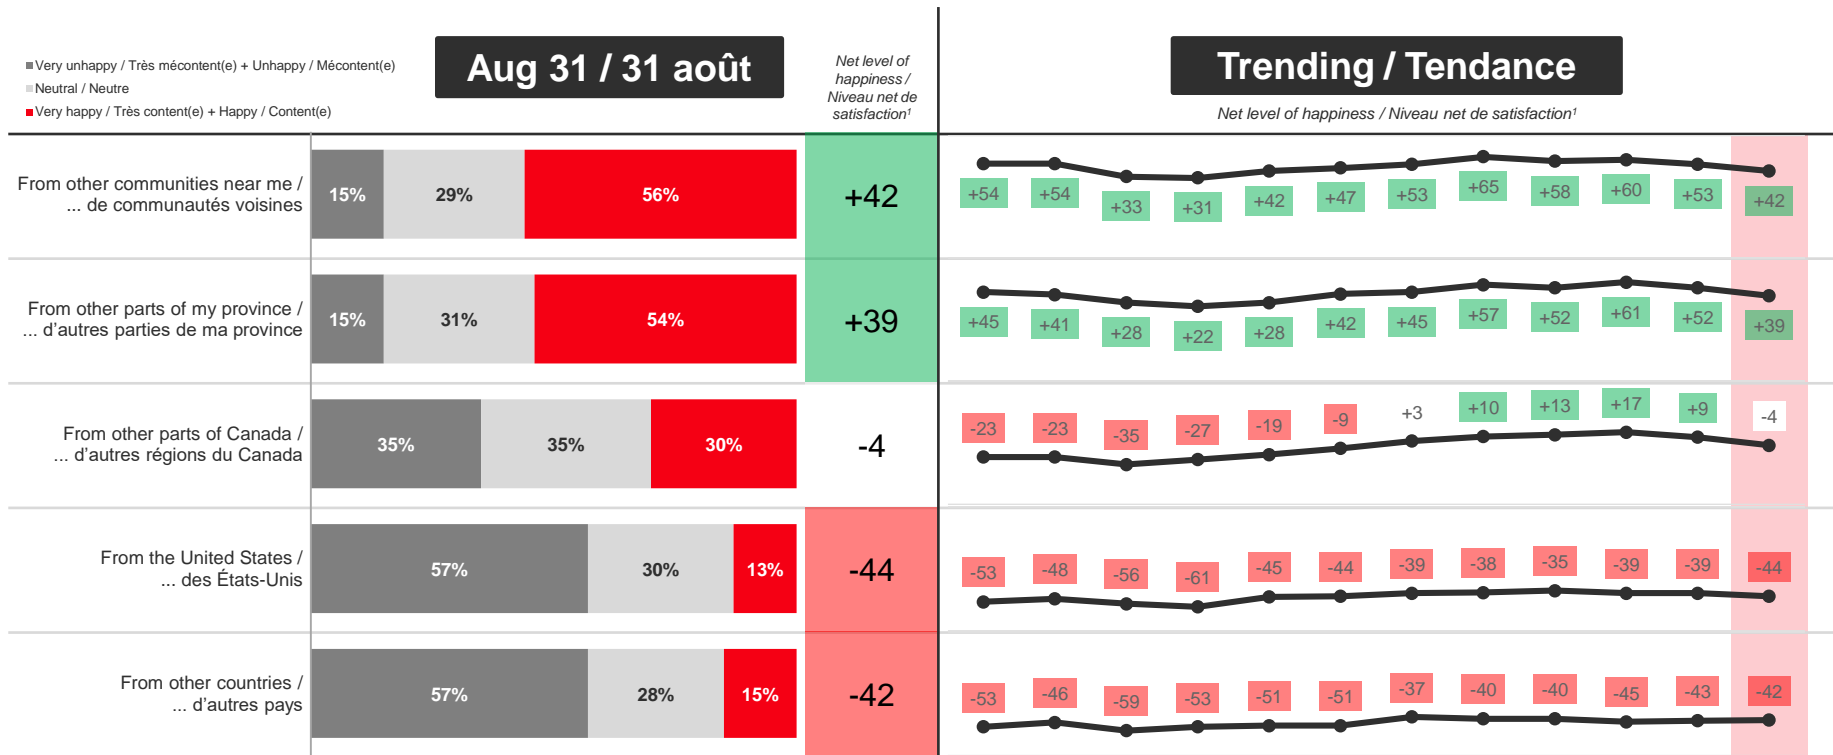 Very unhappy / Très mécontent(e) + Unhappy / Mécontent(e)
Neutral / Neutre
Very happy / Très content(e) + Happy / Content(e)
Aug 31 / 31 août
Net level of
happiness /
Niveau net de
satisfaction¹
Trending / Tendance
Net level of happiness / Niveau net de satisfaction¹
From other communities near me /
... de communautés voisines
15% 29% 56%
+42
+54 +54 +33 +31 +42 +47 +53 +65 +58 +60 +53 +42
From other parts of my province /
... d'autres parties de ma province
15% 31% 54%
+39
+45 +41 +28 +22 +28 +42 +45 +57 +52 +61 +52 +39
From other parts of Canada /
... d'autres régions du Canada
35% 35% 30%
-4
-23 -23 -35 -27 -19 -9 +3 +10 +13 +17 +9 -4
From the United States /
... des États-Unis
57% 30% 13%
-44
-53 -48 -56 -61 -45 -44 -39 -38 -35 -39 -39 -44
From other countries /
... d'autres pays
57% 28% 15%
-42
-53 -46 -59 -53 -51 -51 -37 -40 -40 -45 -43 -42